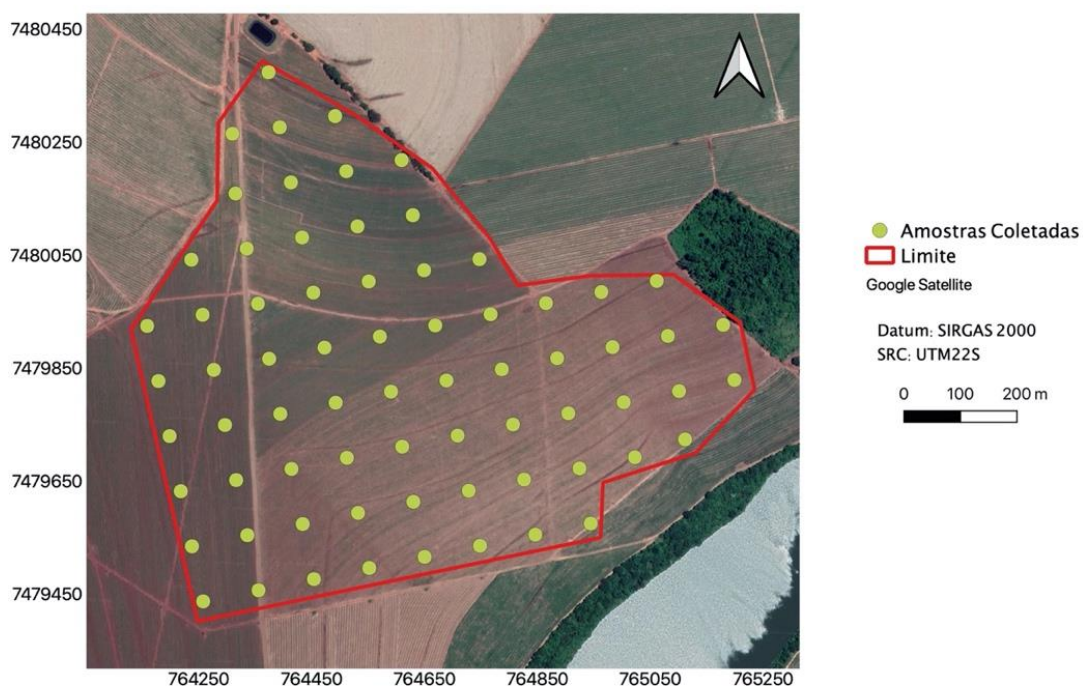 7480450
7480250
7480050
7479850
7479650
7479450
764250 764450 764650 764850 765050 765250
Amostras Coletadas
Limite
Google Satellite
Datum: SIRGAS 2000
SRC: UTM22S
0 100 200 m